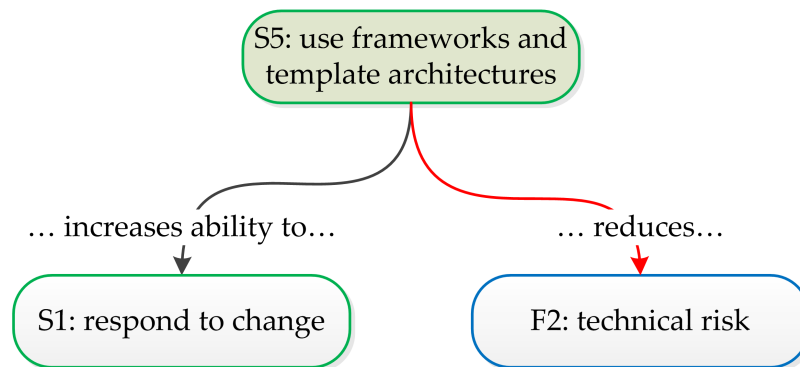 S5: use frameworks and
template architectures
… increases ability to…
… reduces…
S1: respond to change
F2: technical risk